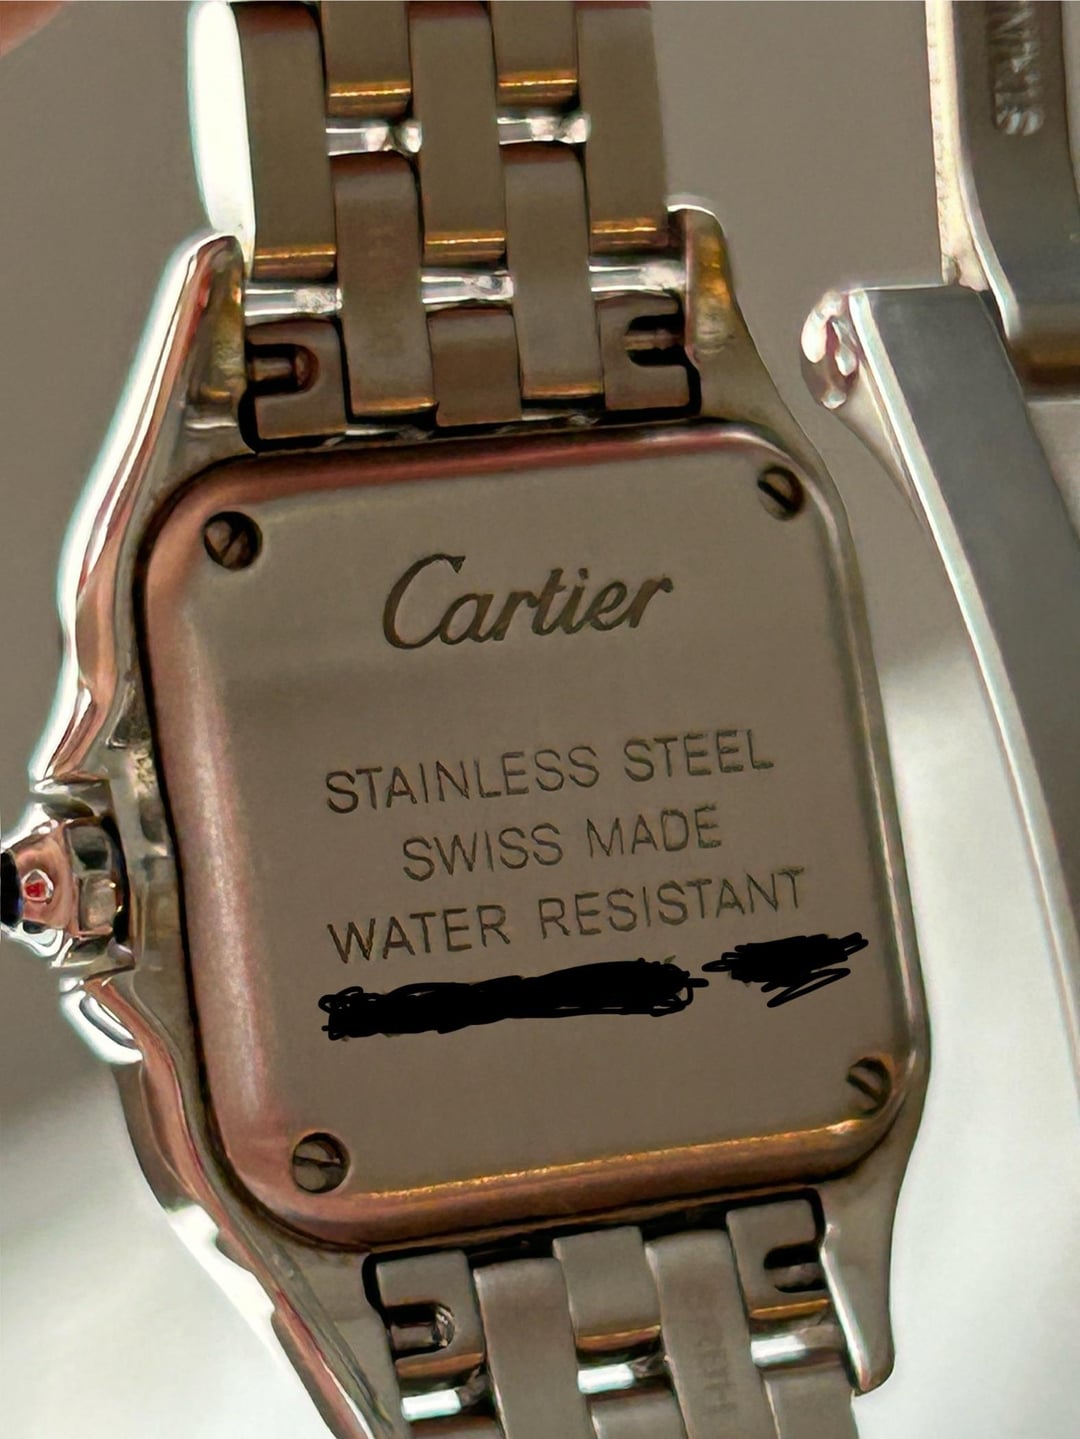 Cartier
STAINLESS STEEL
SWISS MADE
WATER RESISTANT